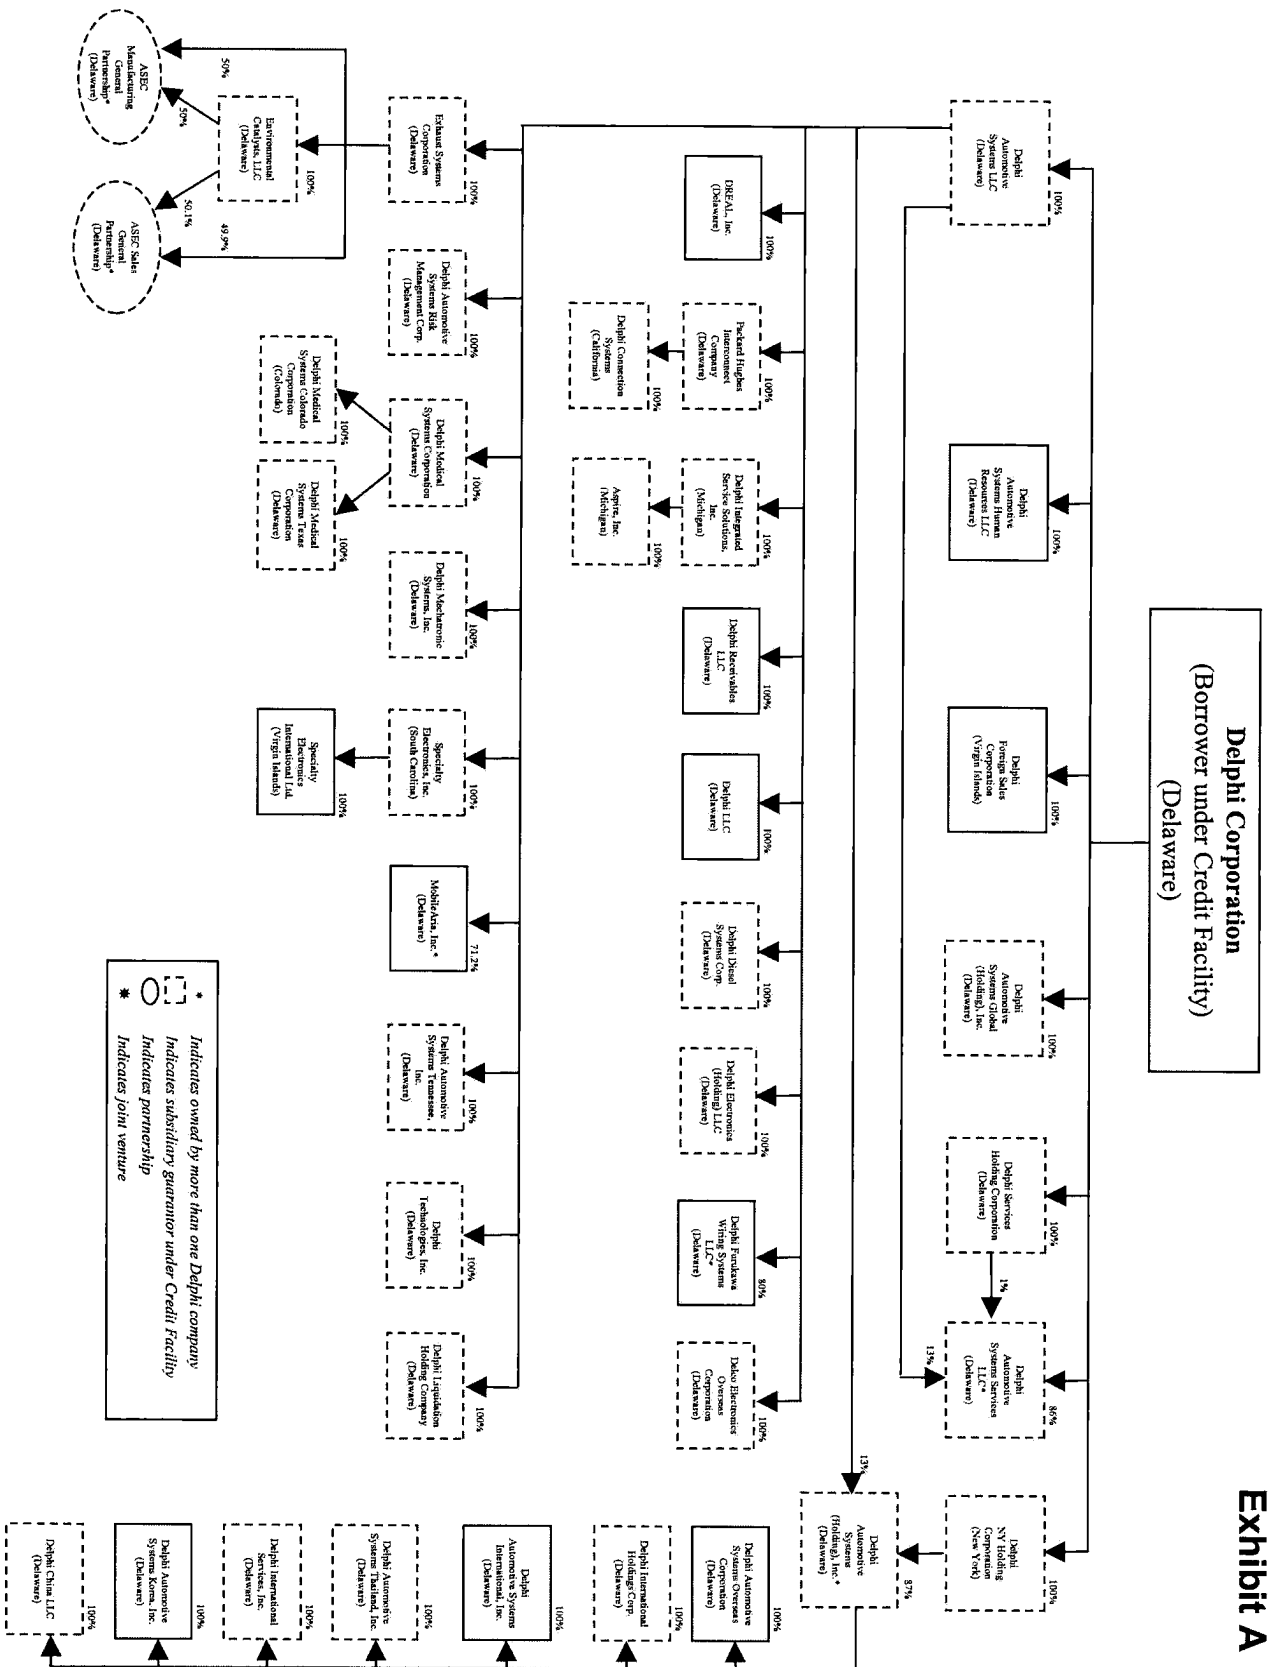 Exhibit A
Delphi Corporation
(Borrower under Credit Facility)
(Delaware)
Delphi
Automotive
Systems LLC
(Delaware)
100%
Delphi
Automotive
Systems Human
Resources LLC
(Delaware)
100%
Delphi
Foreign Sales
Corporation
(Virgin Islands)
100%
Delphi
Automotive
Systems Global
(Holding), Inc.
(Delaware)
100%
Delphi Services
Holding Corporation
(Delaware)
100%
1%
Delphi
Automotive
Systems Services
LLC*
(Delaware)
86%
13%
Delphi
NY Holding
Corporation
(New York)
100%
Delphi
Automotive
Systems
(Holding), Inc.*
(Delaware)
87%
13%
DREAL, Inc.
(Delaware)
100%
Packard Hughes
Interconnect
Company
(Delaware)
100%
Delphi Integrated
Service Solutions,
Inc.
(Michigan)
100%
Delphi Receivables
LLC
(Delaware)
100%
Delphi LLC
(Delaware)
100%
Delphi Diesel
Systems Corp.
(Delaware)
100%
Delphi Electronics
(Holding) LLC
(Delaware)
100%
Delphi Furukawa
Wiring Systems
LLC*
(Delaware)
80%
Delco Electronics
Overseas
Corporation
(Delaware)
100%
Delphi Connection
Systems
(California)
100%
Aspire, Inc.
(Michigan)
100%
Exhaust Systems
Corporation
(Delaware)
100%
Delphi Automotive
Systems Risk
Management Corp.
(Delaware)
100%
Delphi Medical
Systems Corporation
(Delaware)
100%
Delphi Mechatronic
Systems, Inc.
(Delaware)
100%
Specialty
Electronics, Inc.
(South Carolina)
100%
MobileAria, Inc.*
(Delaware)
71.2%
Delphi Automotive
Systems Tennessee,
Inc.
(Delaware)
100%
Delphi
Technologies, Inc.
(Delaware)
100%
Delphi Liquidation
Holding Company
(Delaware)
100%
Environmental
Catalysts, LLC
(Delaware)
100%
Delphi Medical
Systems Colorado
Corporation
(Colorado)
100%
Delphi Medical
Systems Texas
Corporation
(Delaware)
100%
Specialty
Electronics
International Ltd.
(Virgin Islands)
100%
50%
50%
50.1%
49.9%
ASEC
Manufacturing
General
Partnership*
(Delaware)
ASEC Sales
General
Partnership*
(Delaware)
Delphi Automotive
Systems Overseas
Corporation
(Delaware)
100%
Delphi International
Holdings Corp.
(Delaware)
100%
Delphi
Automotive Systems
International, Inc.
(Delaware)
100%
Delphi Automotive
Systems Thailand, Inc.
(Delaware)
100%
Delphi International
Services, Inc.
(Delaware)
100%
Delphi Automotive
Systems Korea, Inc.
(Delaware)
100%
Delphi China LLC
(Delaware)
100%
* Indicates owned by more than one Delphi company
Indicates subsidiary guarantor under Credit Facility
Indicates partnership
* Indicates joint venture